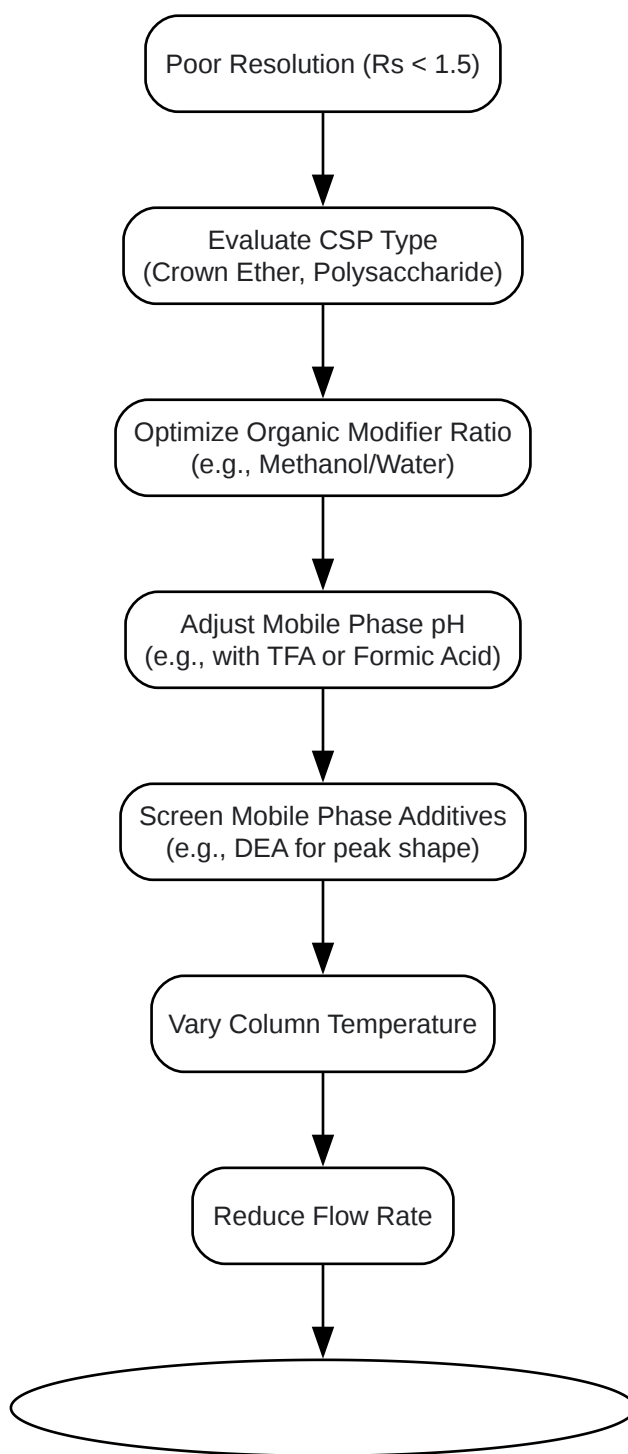 Poor Resolution (Rs < 1.5)
Evaluate CSP Type
(Crown Ether, Polysaccharide)
Optimize Organic Modifier Ratio
(e.g., Methanol/Water)
Adjust Mobile Phase pH
(e.g., with TFA or Formic Acid)
Screen Mobile Phase Additives
(e.g., DEA for peak shape)
Vary Column Temperature
Reduce Flow Rate